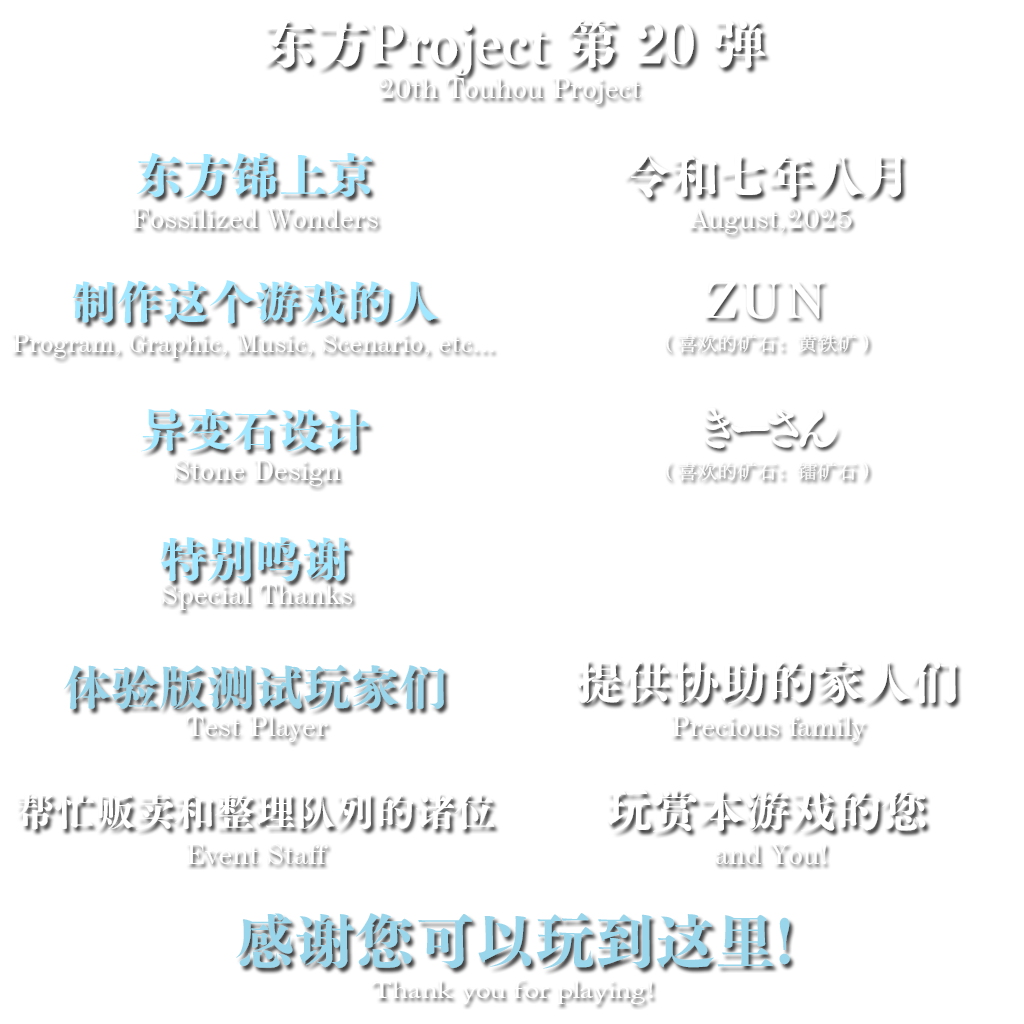 东方Project 第 20 弹
20th Touhou Project
东方锦上京
Fossilized Wonders
令和七年八月
August,2025
制作这个游戏的人
Program, Graphic, Music, Scenario, etc...
ZUN
(喜欢的矿石：黄铁矿)
异变石设计
Stone Design
きーさん
(喜欢的矿石：镭矿石)
特别鸣谢
Special Thanks
体验版测试玩家们
Test Player
提供协助的家人们
Precious family
帮忙贩卖和整理队列的诸位
Event Staff
玩赏本游戏的您
and You!
感谢您可以玩到这里!
Thank you for playing!